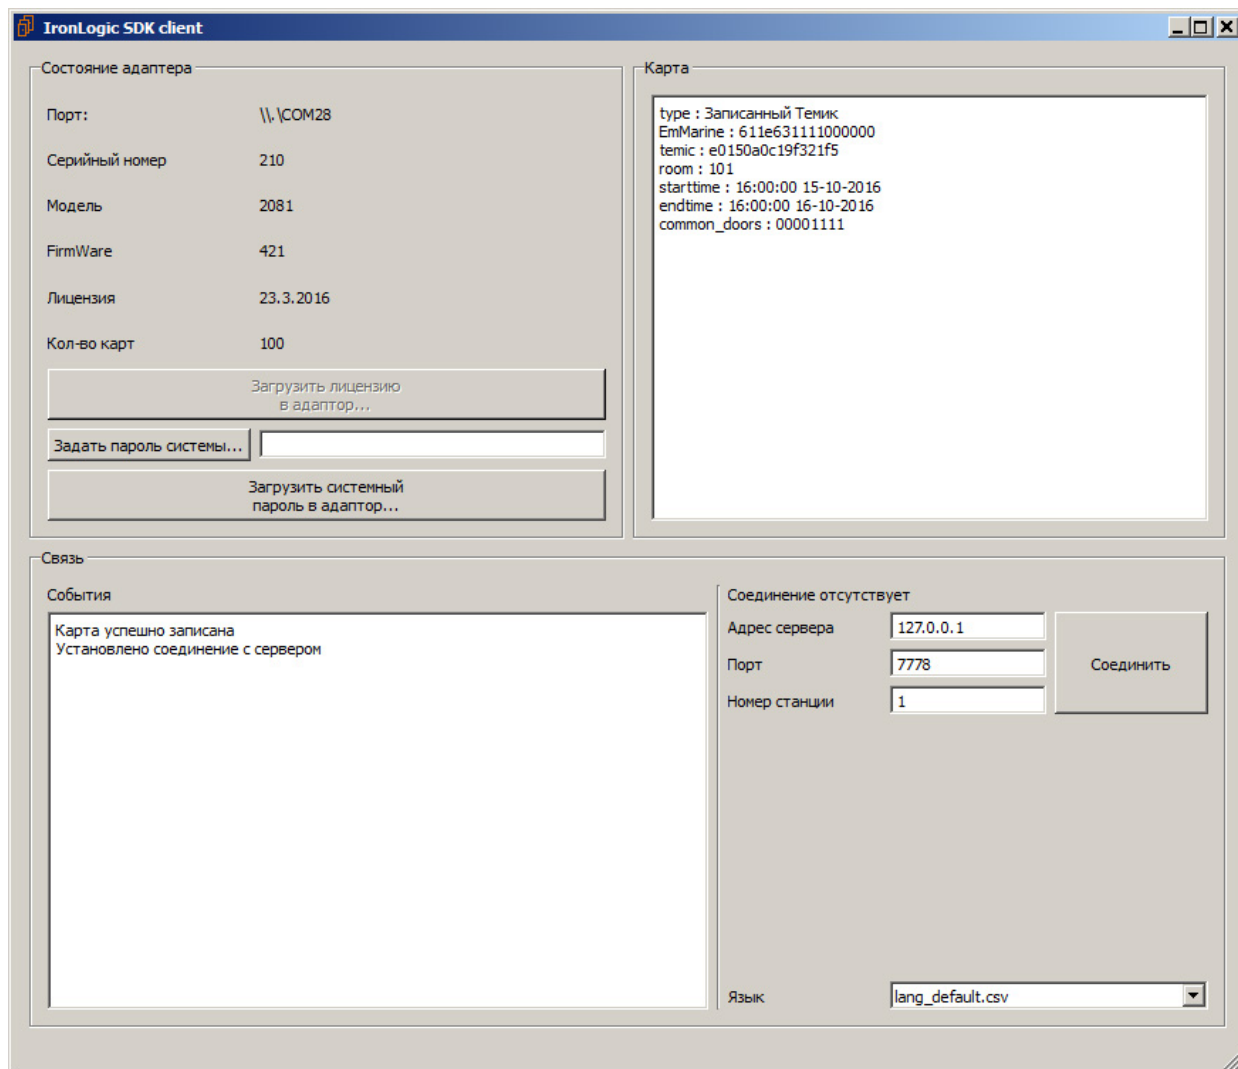 IronLogic SDK client
Состояние адаптера
Порт: \\.\COM28
Серийный номер 210
Модель 2081
FirmWare 421
Лицензия 23.3.2016
Кол-во карт 100
Загрузить лицензию
в адаптор...
Задать пароль системы...
Загрузить системный
пароль в адаптор...
Карта
type : Записанный Темик
EmMarine : 611e631111000000
temic : e0150a0c19f321f5
room : 101
starttime : 16:00:00 15-10-2016
endtime : 16:00:00 16-10-2016
common_doors : 00001111
Связь
События
Карта успешно записана
Установлено соединение с сервером
Соединение отсутствует
Адрес сервера 127.0.0.1
Порт 7778
Номер станции 1
Соединить
Язык lang_default.csv